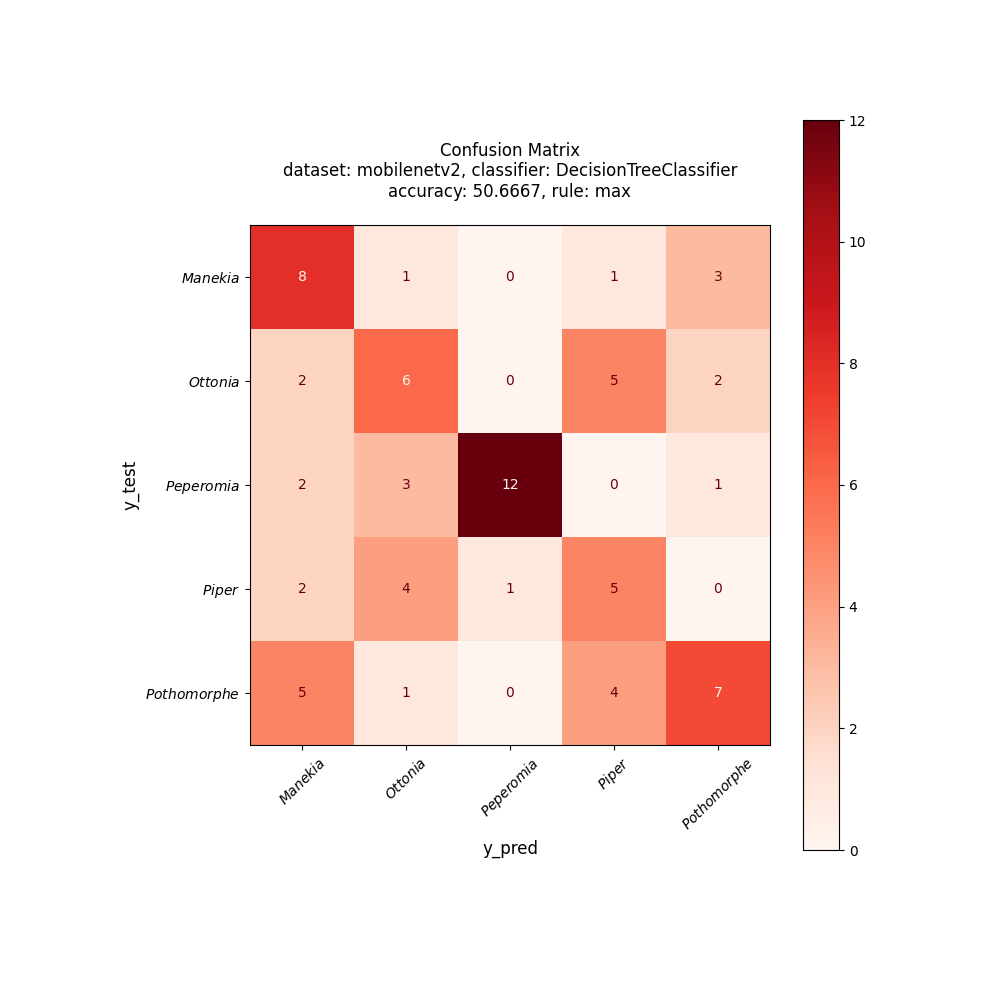 Confusion Matrix
dataset: mobilenetv2, classifier: DecisionTreeClassifier
accuracy: 50.6667, rule: max
12
10
8
6
4
2
0
y_test
Manekia 8 1 0 1 3
Ottonia 2 6 0 5 2
Peperomia 2 3 12 0 1
Piper 2 4 1 5 0
Pothomorphe 5 1 0 4 7
Manekia Ottonia Peperomia Piper Pothomorphe
y_pred